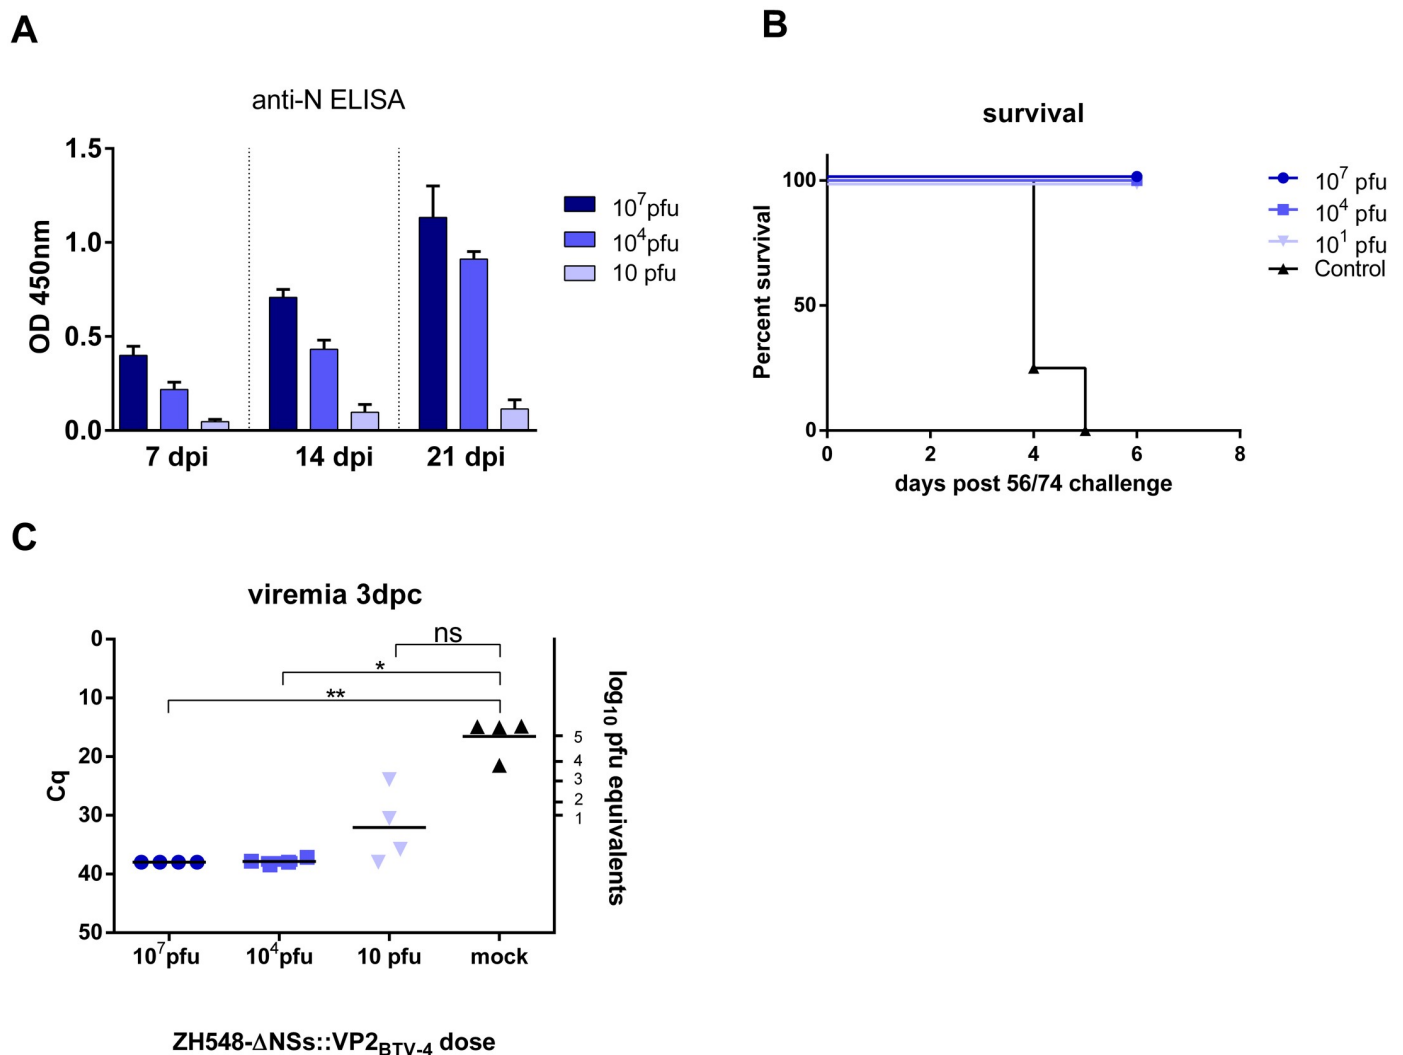 A
anti-N ELISA
OD 450nm
1.5
1.0
0.5
0.0
7 dpi 14 dpi 21 dpi
10⁷pfu
10⁴pfu
10 pfu
B
survival
Percent survival
100
50
0
0 2 4 6 8
days post 56/74 challenge
10⁷ pfu
10⁴ pfu
10¹ pfu
Control
C
viremia 3dpc
Cq
0
10
20
30
40
50
ns
*
**
5
4
3
2
1
log₁₀ pfu equivalents
10⁷pfu 10⁴pfu 10 pfu mock
ZH548-ΔNSs::VP2BTV-4 dose